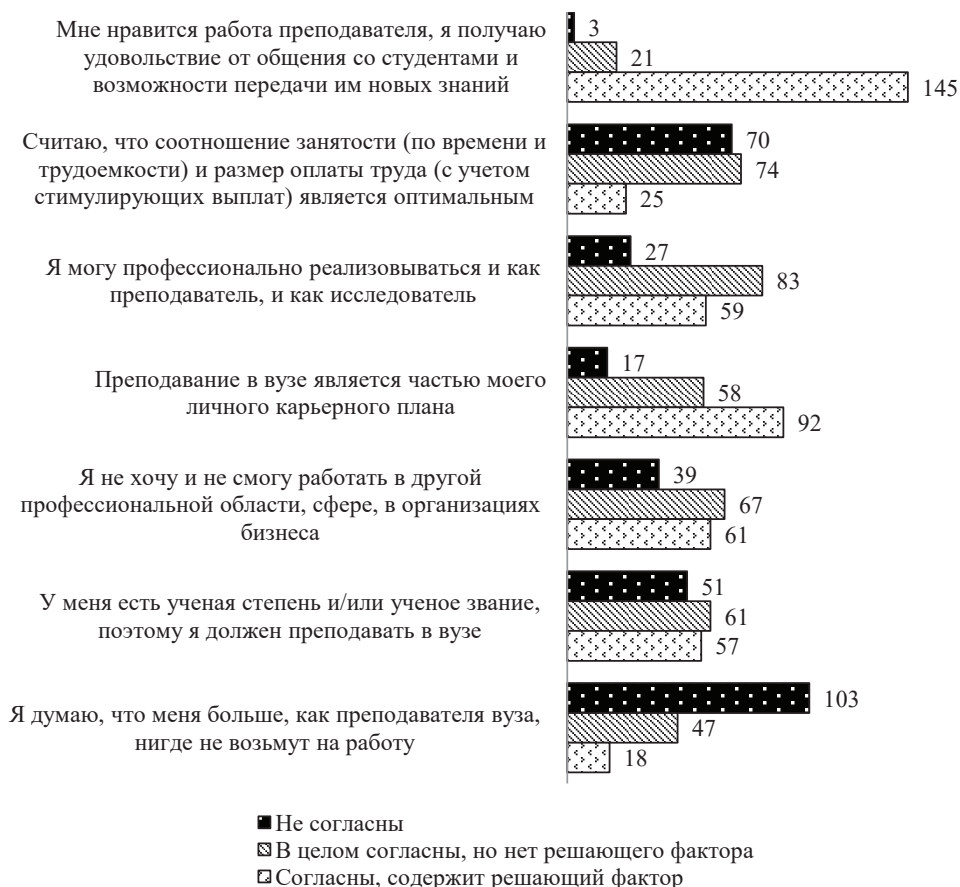 Мне нравится работа преподавателя, я получаю
удовольствие от общения со студентами и
возможности передачи им новых знаний
3
21
145
Считаю, что соотношение занятости (по времени и
трудоемкости) и размер оплаты труда (с учетом
стимулирующих выплат) является оптимальным
70
74
25
Я могу профессионально реализовываться и как
преподаватель, и как исследователь
27
83
59
Преподавание в вузе является частью моего
личного карьерного плана
17
58
92
Я не хочу и не смогу работать в другой
профессиональной области, сфере, в организациях
бизнеса
39
67
61
У меня есть ученая степень и/или ученое звание,
поэтому я должен преподавать в вузе
51
61
57
Я думаю, что меня больше, как преподавателя вуза,
нигде не возьмут на работу
103
47
18
Не согласны
В целом согласны, но нет решающего фактора
Согласны, содержит решающий фактор